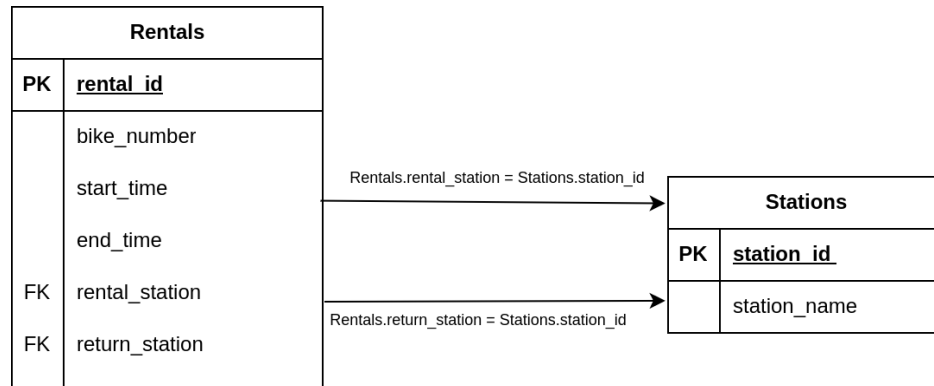 Rentals
PK rental_id
bike_number
start_time
end_time
FK rental_station
FK return_station
Rentals.rental_station = Stations.station_id
Rentals.return_station = Stations.station_id
Stations
PK station_id
station_name